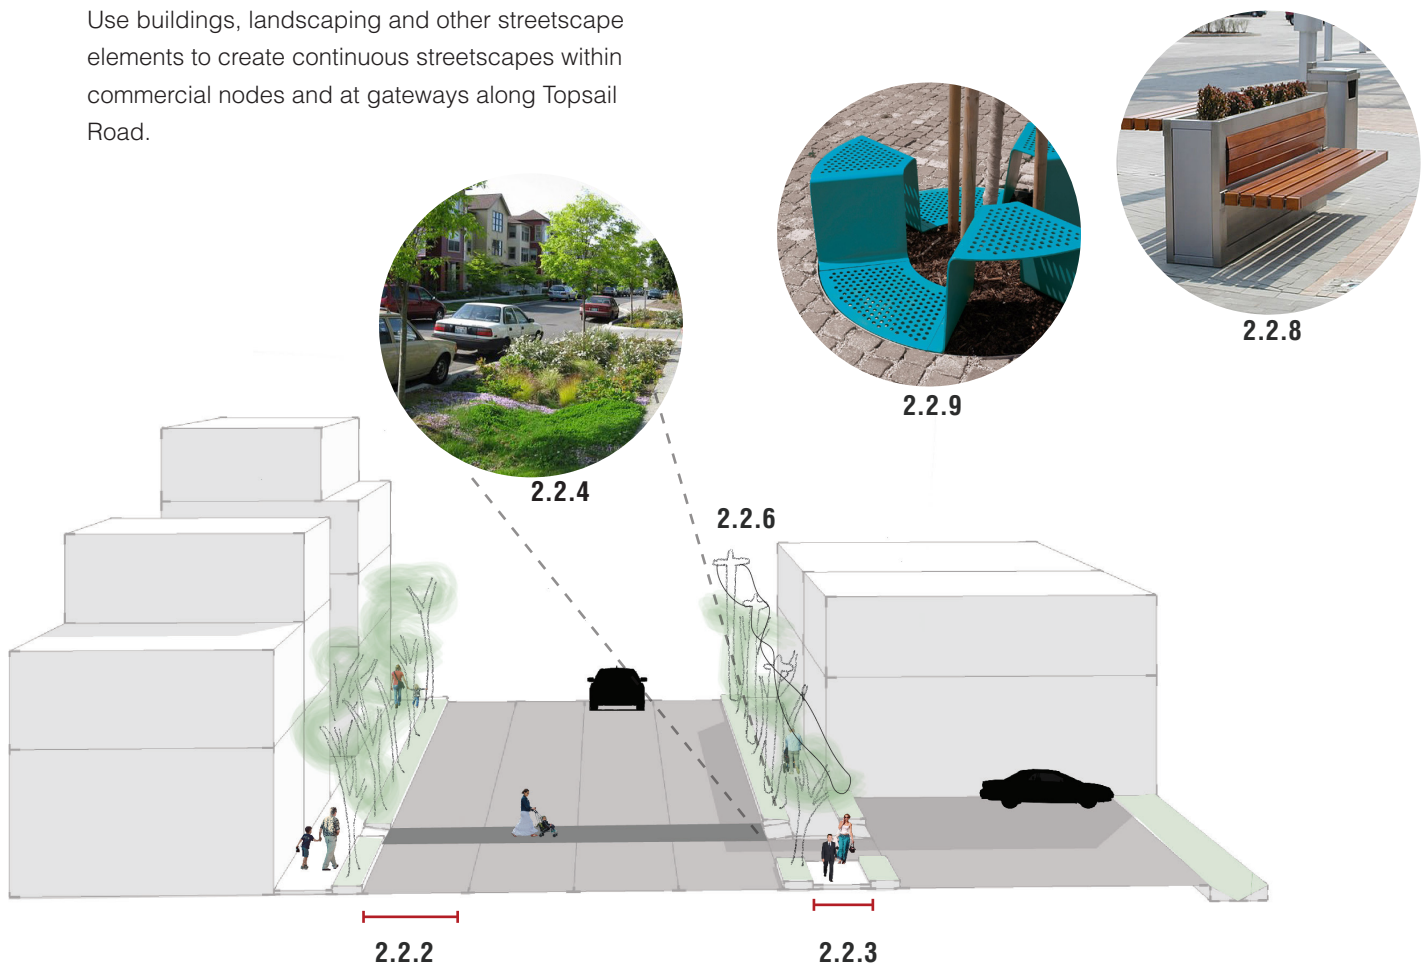 Use buildings, landscaping and other streetscape
elements to create continuous streetscapes within
commercial nodes and at gateways along Topsail
Road.
2.2.8
2.2.9
2.2.4
2.2.6
2.2.2
2.2.3